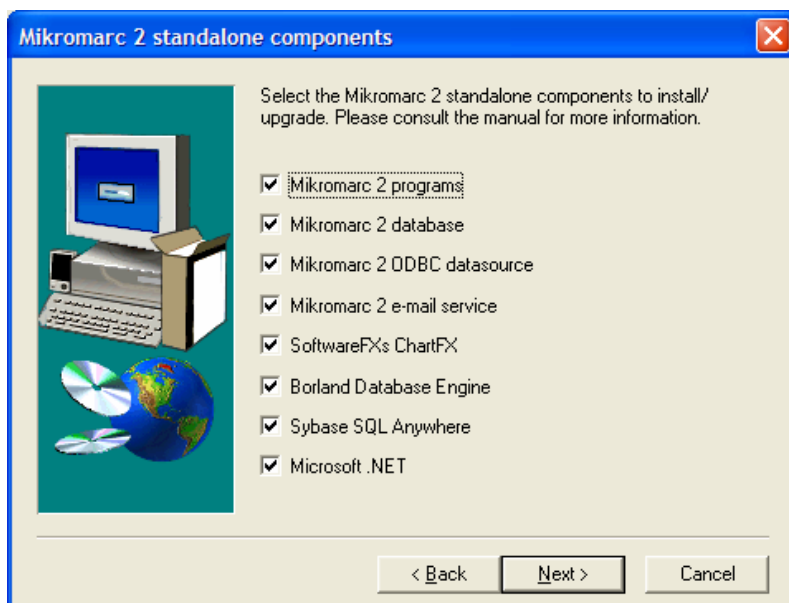 Mikromarc 2 standalone components
Select the Mikromarc 2 standalone components to install/
upgrade. Please consult the manual for more information.
Mikromarc 2 programs
Mikromarc 2 database
Mikromarc 2 ODBC datasource
Mikromarc 2 e-mail service
SoftwareFXs ChartFX
Borland Database Engine
Sybase SQL Anywhere
Microsoft .NET
< Back
Next >
Cancel